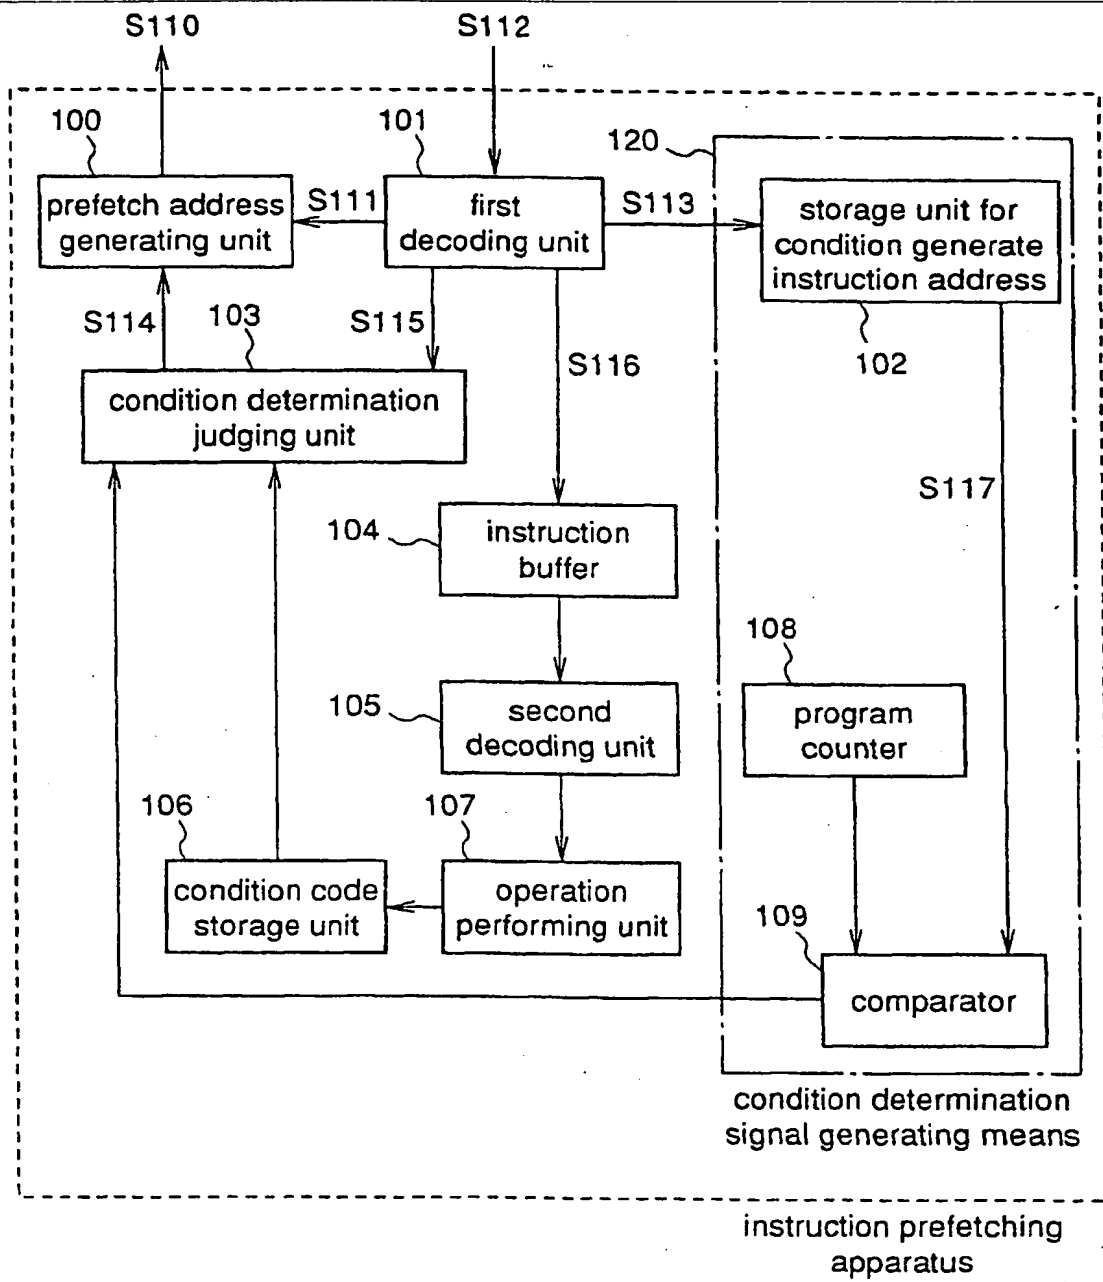 S110
S112
100
101
120
prefetch address
generating unit
S111
first
decoding unit
S113
storage unit for
condition generate
instruction address
S114
103
S115
S116
102
condition determination
judging unit
S117
104
instruction
buffer
108
105
second
decoding unit
program
counter
106
107
condition code
storage unit
operation
performing unit
109
comparator
condition determination
signal generating means
instruction prefetching
apparatus